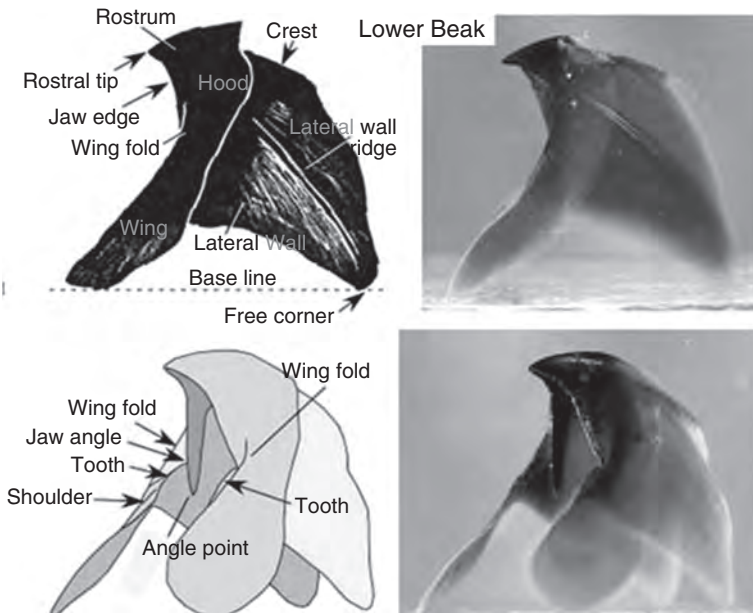 Lower Beak
Rostrum
Crest
Rostral tip
Hood
Jaw edge
Lateral wall
ridge
Wing fold
Wing
Lateral Wall
Base line
Free corner
Wing fold
Wing fold
Jaw angle
Tooth
Shoulder
Tooth
Angle point